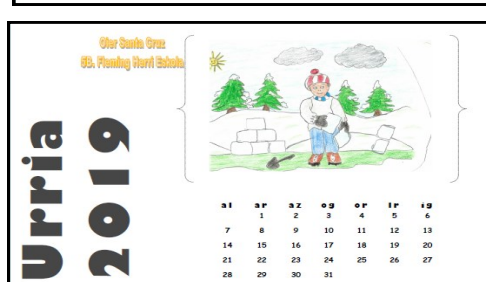 Oier Santa Cruz
5B. Fleming Herri Eskola
Urria
2019
al ar az og or lr ig
1 2 3 4 5 6
7 8 9 10 11 12 13
14 15 16 17 18 19 20
21 22 23 24 25 26 27
28 29 30 31